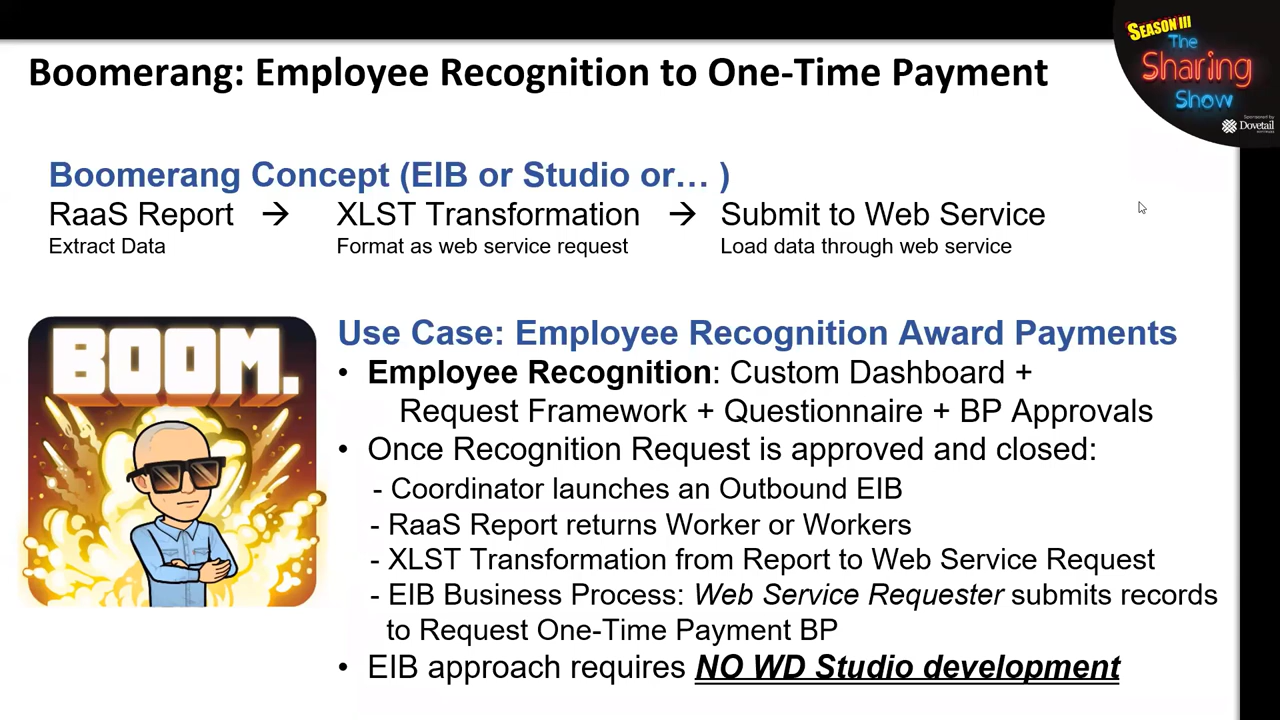 SEASON III
The
Sharing
Show
Sponsored by
Dovetail
Boomerang: Employee Recognition to One-Time Payment
Boomerang Concept (EIB or Studio or… )
RaaS Report → XLST Transformation → Submit to Web Service
Extract Data Format as web service request Load data through web service
BOOM.
Use Case: Employee Recognition Award Payments
• Employee Recognition: Custom Dashboard +
Request Framework + Questionnaire + BP Approvals
• Once Recognition Request is approved and closed:
- Coordinator launches an Outbound EIB
- RaaS Report returns Worker or Workers
- XLST Transformation from Report to Web Service Request
- EIB Business Process: Web Service Requester submits records
to Request One-Time Payment BP
• EIB approach requires NO WD Studio development